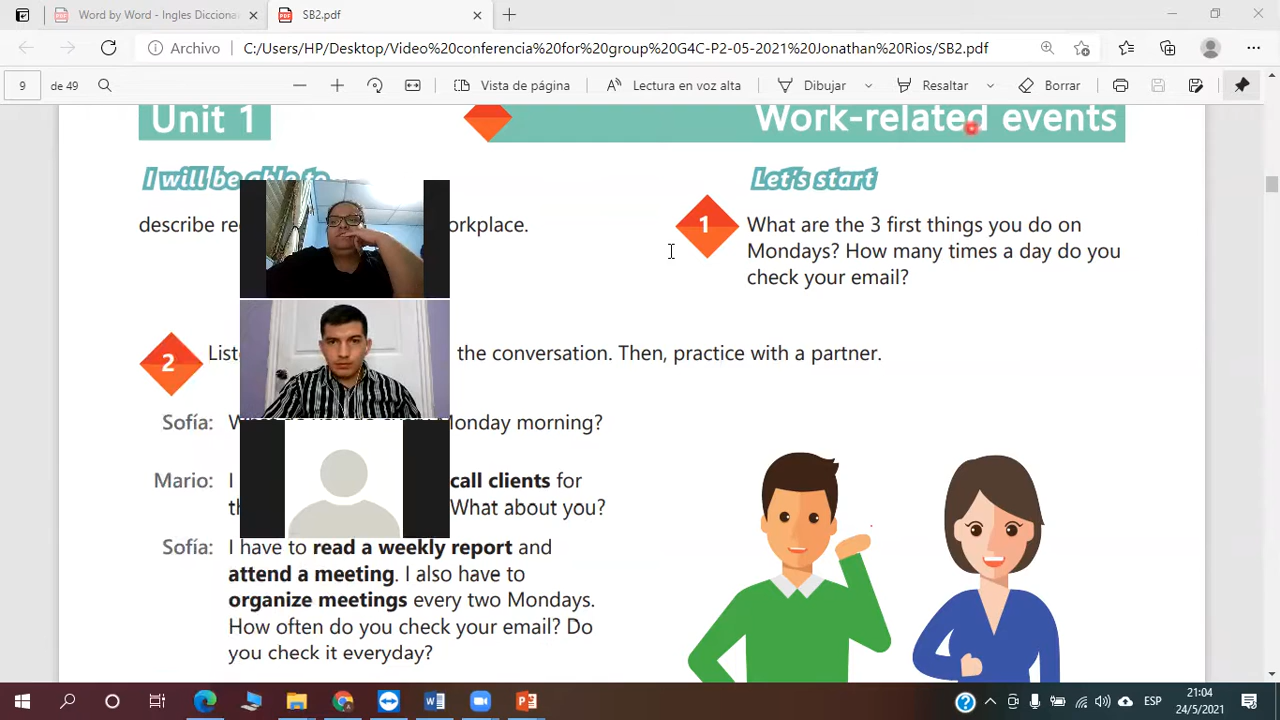 Word by Word - Ingles Dicciona
SB2.pdf
Archivo
C:/Users/HP/Desktop/Video%20conferencia%20for%20group%20G4C-P2-05-2021%20Jonathan%20Rios/SB2.pdf
9
de 49
Vista de página
Lectura en voz alta
Dibujar
Resaltar
Borrar
Unit 1
Work-related events
I will be able to
Let's start
describe
1
What are the 3 first things you do on
Mondays? How many times a day do you
check your email?
2
the conversation. Then, practice with a partner.
Sofía:
Monday morning?
Mario: I
call clients for
What about you?
Sofía: I have to read a weekly report and
attend a meeting. I also have to
organize meetings every two Mondays.
How often do you check your email? Do
you check it everyday?
ESP
21:04
24/5/2021